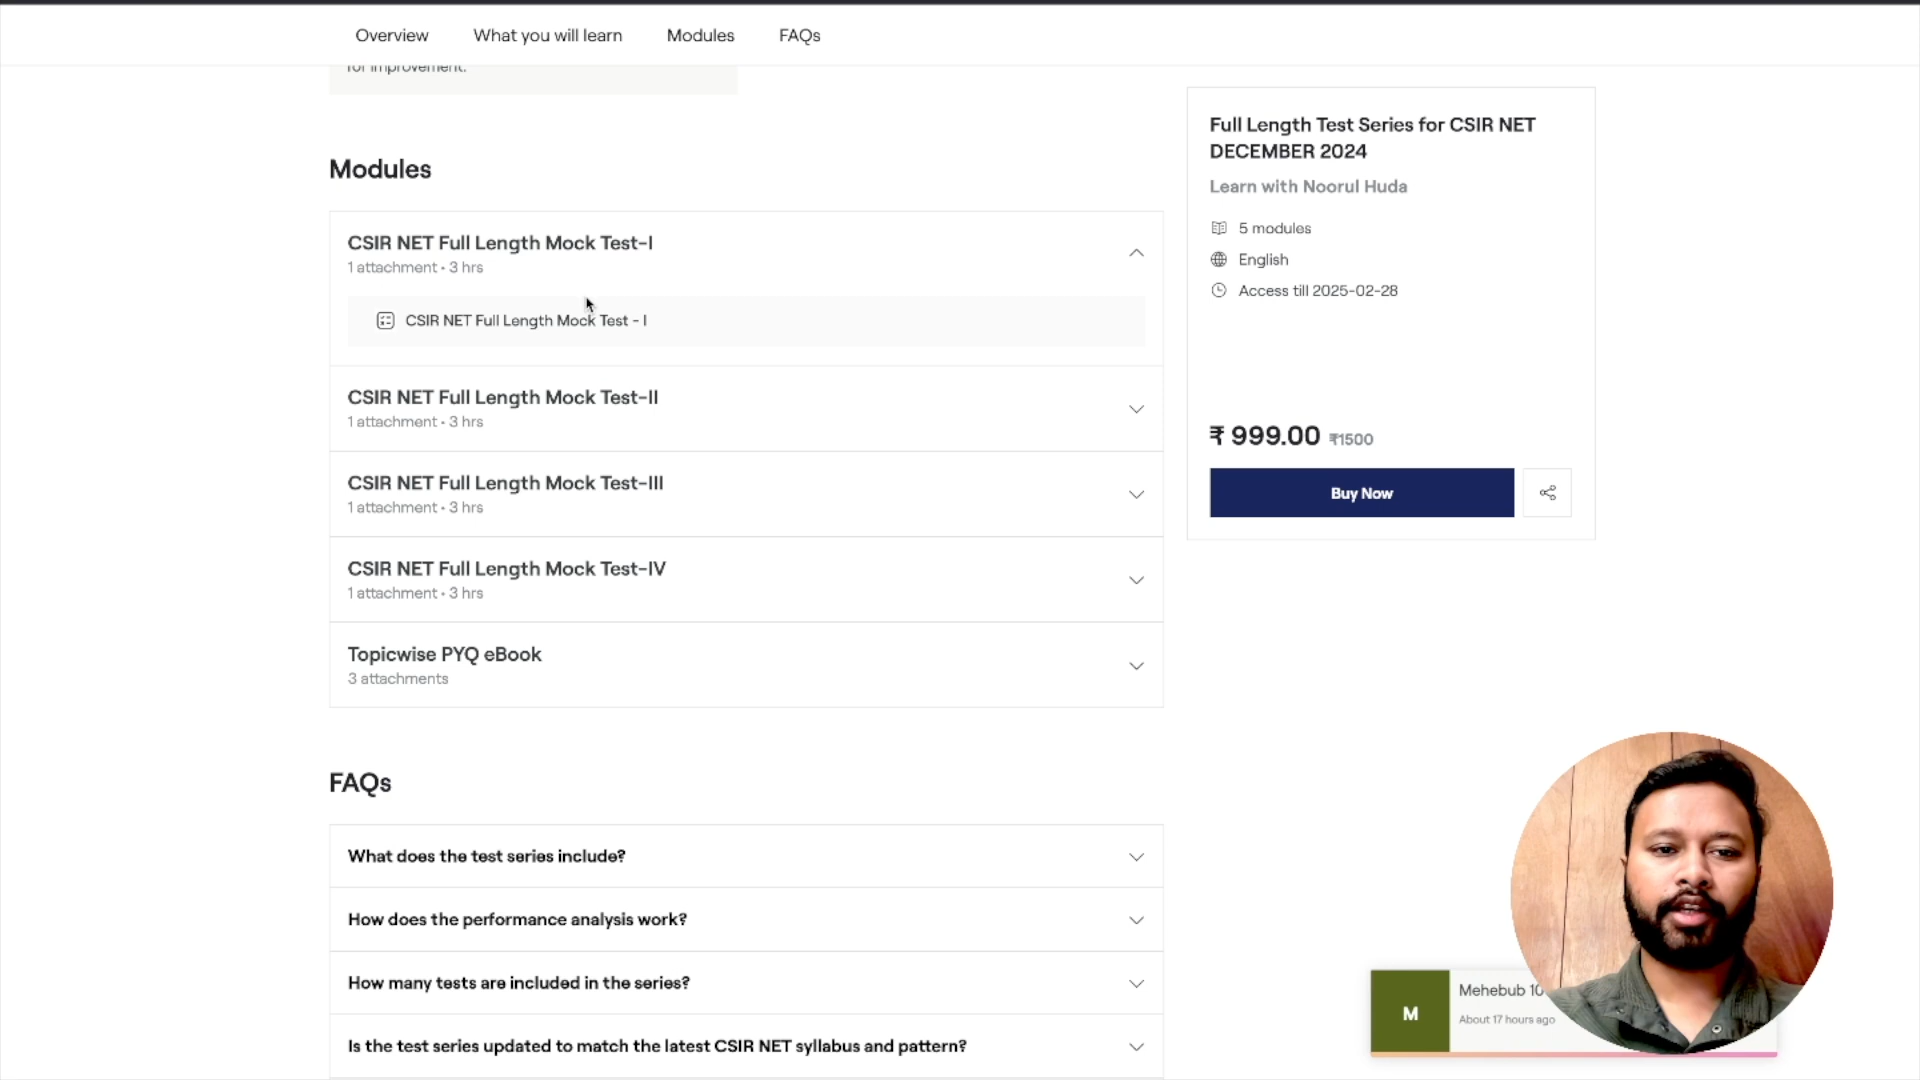 Overview What you will learn Modules FAQs
for improvement.
Modules
CSIR NET Full Length Mock Test-I
1 attachment • 3 hrs
CSIR NET Full Length Mock Test - I
CSIR NET Full Length Mock Test-II
1 attachment • 3 hrs
CSIR NET Full Length Mock Test-III
1 attachment • 3 hrs
CSIR NET Full Length Mock Test-IV
1 attachment • 3 hrs
Topicwise PYQ eBook
3 attachments
FAQs
What does the test series include?
How does the performance analysis work?
How many tests are included in the series?
Is the test series updated to match the latest CSIR NET syllabus and pattern?
Full Length Test Series for CSIR NET
DECEMBER 2024
Learn with Noorul Huda
5 modules
English
Access till 2025-02-28
₹ 999.00 ₹1500
Buy Now
M
Mehebub 10
About 17 hours ago